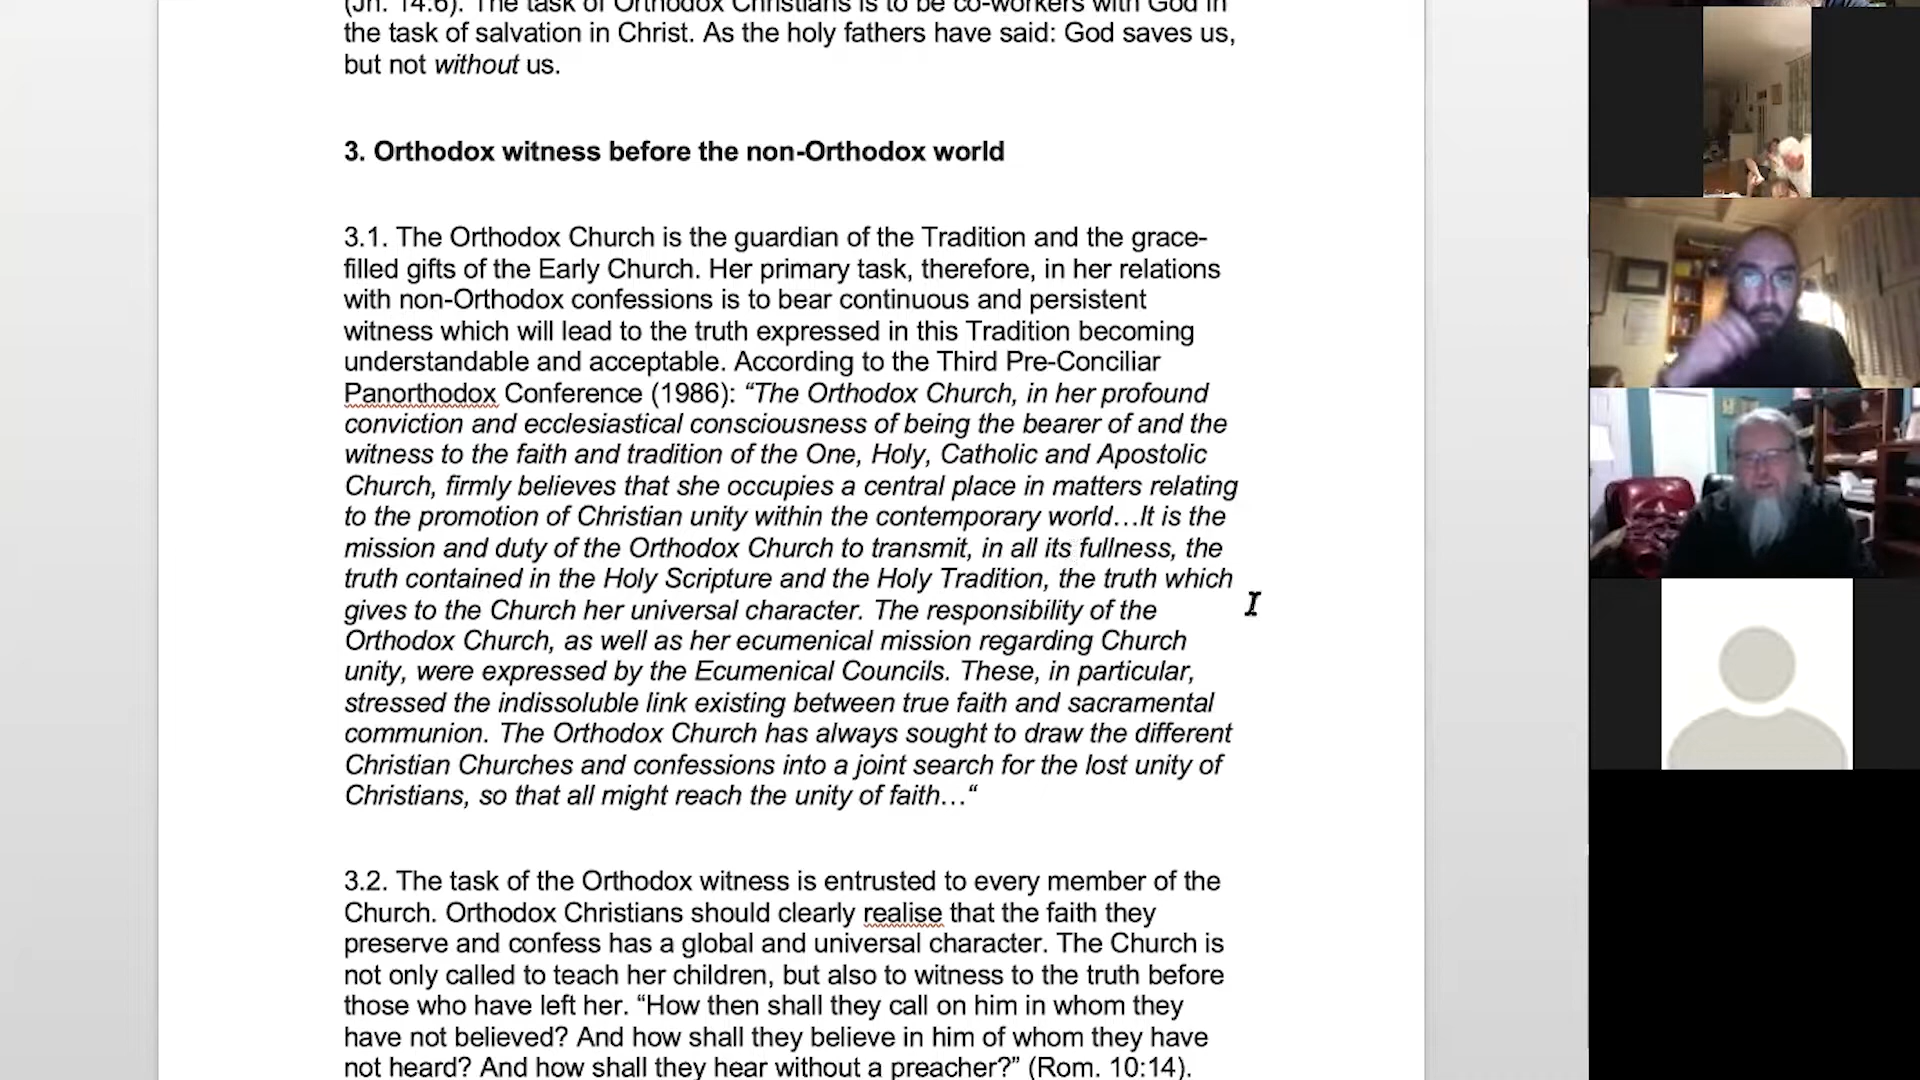 (Jn. 14:6). The task of Orthodox Christians is to be co-workers with God in
the task of salvation in Christ. As the holy fathers have said: God saves us,
but not without us.
3. Orthodox witness before the non-Orthodox world
3.1. The Orthodox Church is the guardian of the Tradition and the grace-
filled gifts of the Early Church. Her primary task, therefore, in her relations
with non-Orthodox confessions is to bear continuous and persistent
witness which will lead to the truth expressed in this Tradition becoming
understandable and acceptable. According to the Third Pre-Conciliar
Panorthodox Conference (1986): “The Orthodox Church, in her profound
conviction and ecclesiastical consciousness of being the bearer of and the
witness to the faith and tradition of the One, Holy, Catholic and Apostolic
Church, firmly believes that she occupies a central place in matters relating
to the promotion of Christian unity within the contemporary world…It is the
mission and duty of the Orthodox Church to transmit, in all its fullness, the
truth contained in the Holy Scripture and the Holy Tradition, the truth which
gives to the Church her universal character. The responsibility of the
Orthodox Church, as well as her ecumenical mission regarding Church
unity, were expressed by the Ecumenical Councils. These, in particular,
stressed the indissoluble link existing between true faith and sacramental
communion. The Orthodox Church has always sought to draw the different
Christian Churches and confessions into a joint search for the lost unity of
Christians, so that all might reach the unity of faith…“
3.2. The task of the Orthodox witness is entrusted to every member of the
Church. Orthodox Christians should clearly realise that the faith they
preserve and confess has a global and universal character. The Church is
not only called to teach her children, but also to witness to the truth before
those who have left her. “How then shall they call on him in whom they
have not believed? And how shall they believe in him of whom they have
not heard? And how shall they hear without a preacher?” (Rom. 10:14).